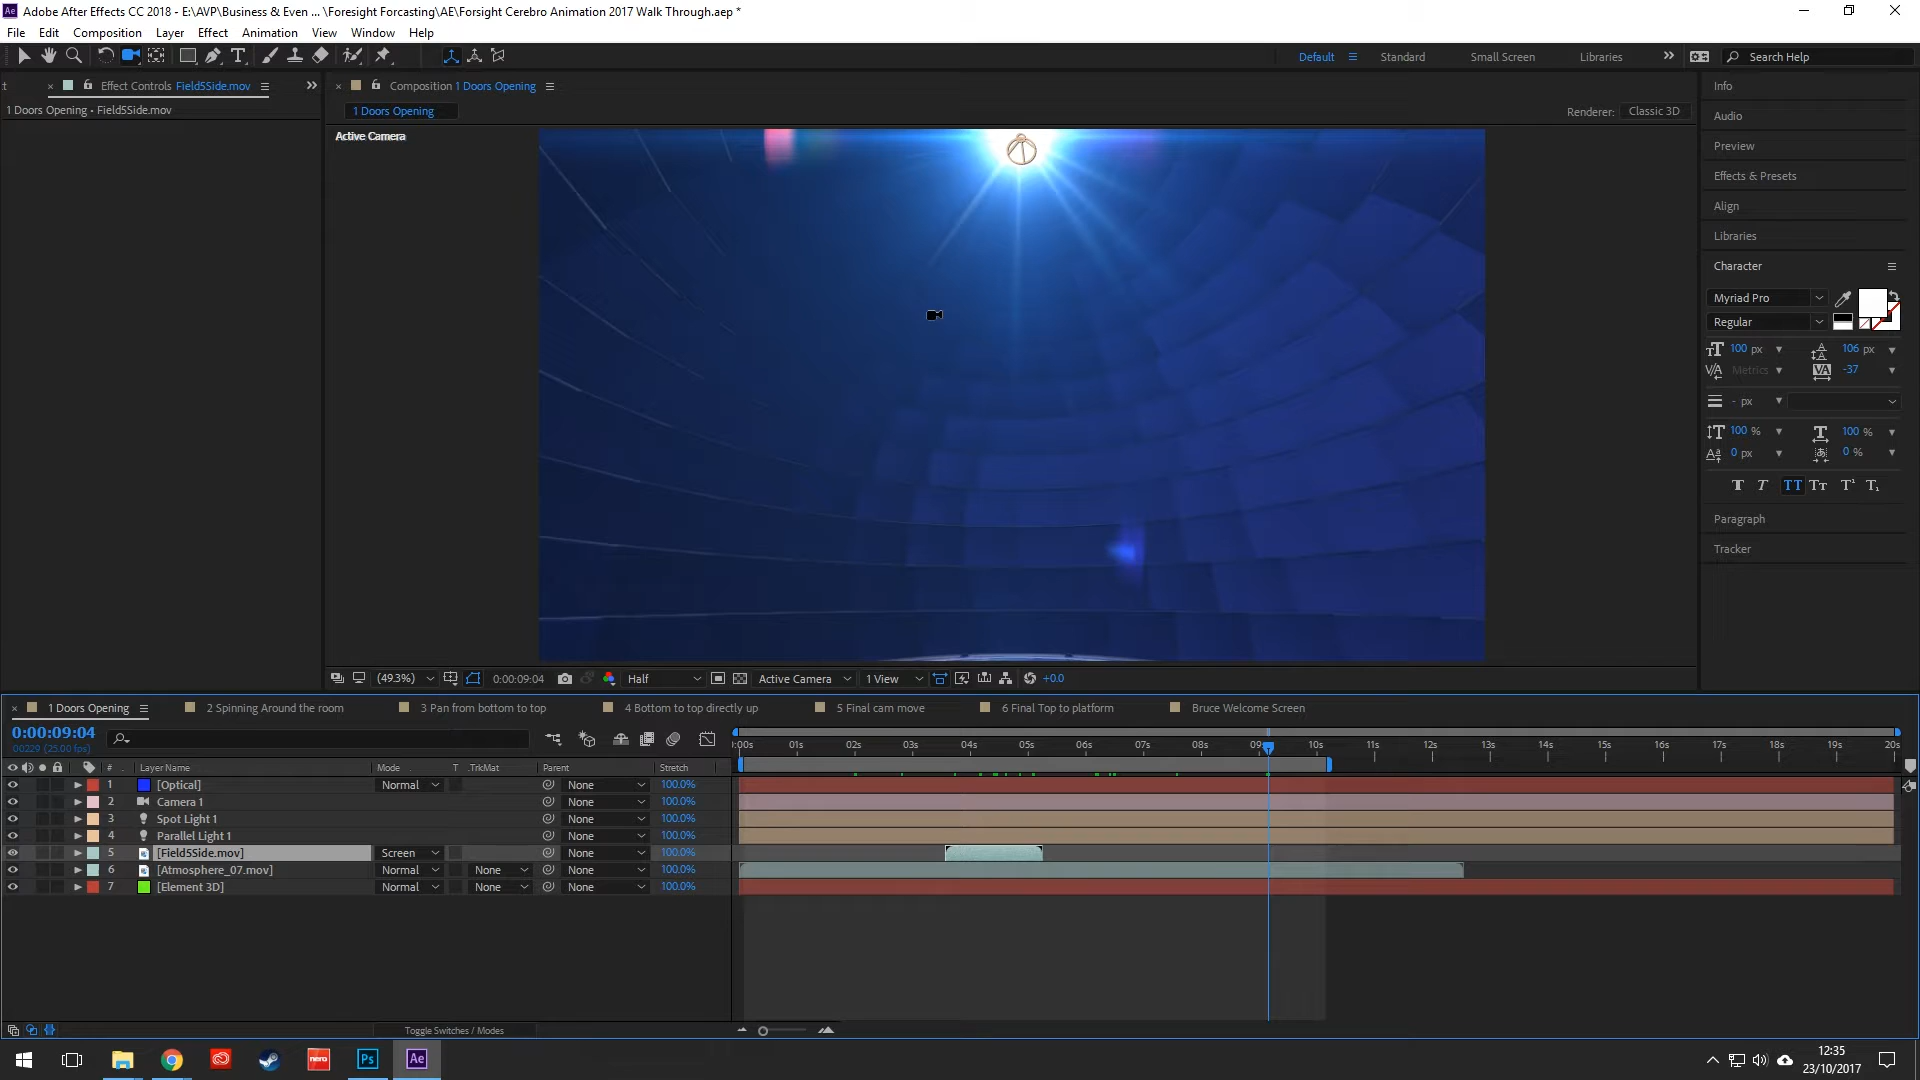 Adobe After Effects CC 2018 - E:\AVP\Business & Even ... \Foresight Forcasting\AE\Forsight Cerebro Animation 2017 Walk Through.aep *
File Edit Composition Layer Effect Animation View Window Help
Default Standard Small Screen Libraries Search Help
Effect Controls Field5Side.mov
Composition 1 Doors Opening
1 Doors Opening • Field5Side.mov
1 Doors Opening
Renderer: Classic 3D
Active Camera
Info
Audio
Preview
Effects & Presets
Align
Libraries
Character
Myriad Pro
Regular
100 px 106 px
Metrics -37
- px
100 % 100 %
0 px 0 %
Paragraph
Tracker
(49.3%) 0:00:09:04 Half Active Camera 1 View +0.0
1 Doors Opening 2 Spinning Around the room 3 Pan from bottom to top 4 Bottom to top directly up 5 Final cam move 6 Final Top to platform Bruce Welcome Screen
0:00:09:04
00229 (25.00 fps)
:00s 01s 02s 03s 04s 05s 06s 07s 08s 09s 10s 11s 12s 13s 14s 15s 16s 17s 18s 19s 20s
# Layer Name Mode T .TrkMat Parent Stretch
1 [Optical] Normal None 100.0%
2 Camera 1 None 100.0%
3 Spot Light 1 None 100.0%
4 Parallel Light 1 None 100.0%
5 [Field5Side.mov] Screen None 100.0%
6 [Atmosphere_07.mov] Normal None None 100.0%
7 [Element 3D] Normal None None 100.0%
Toggle Switches / Modes
nero Ps Ae
12:35
23/10/2017